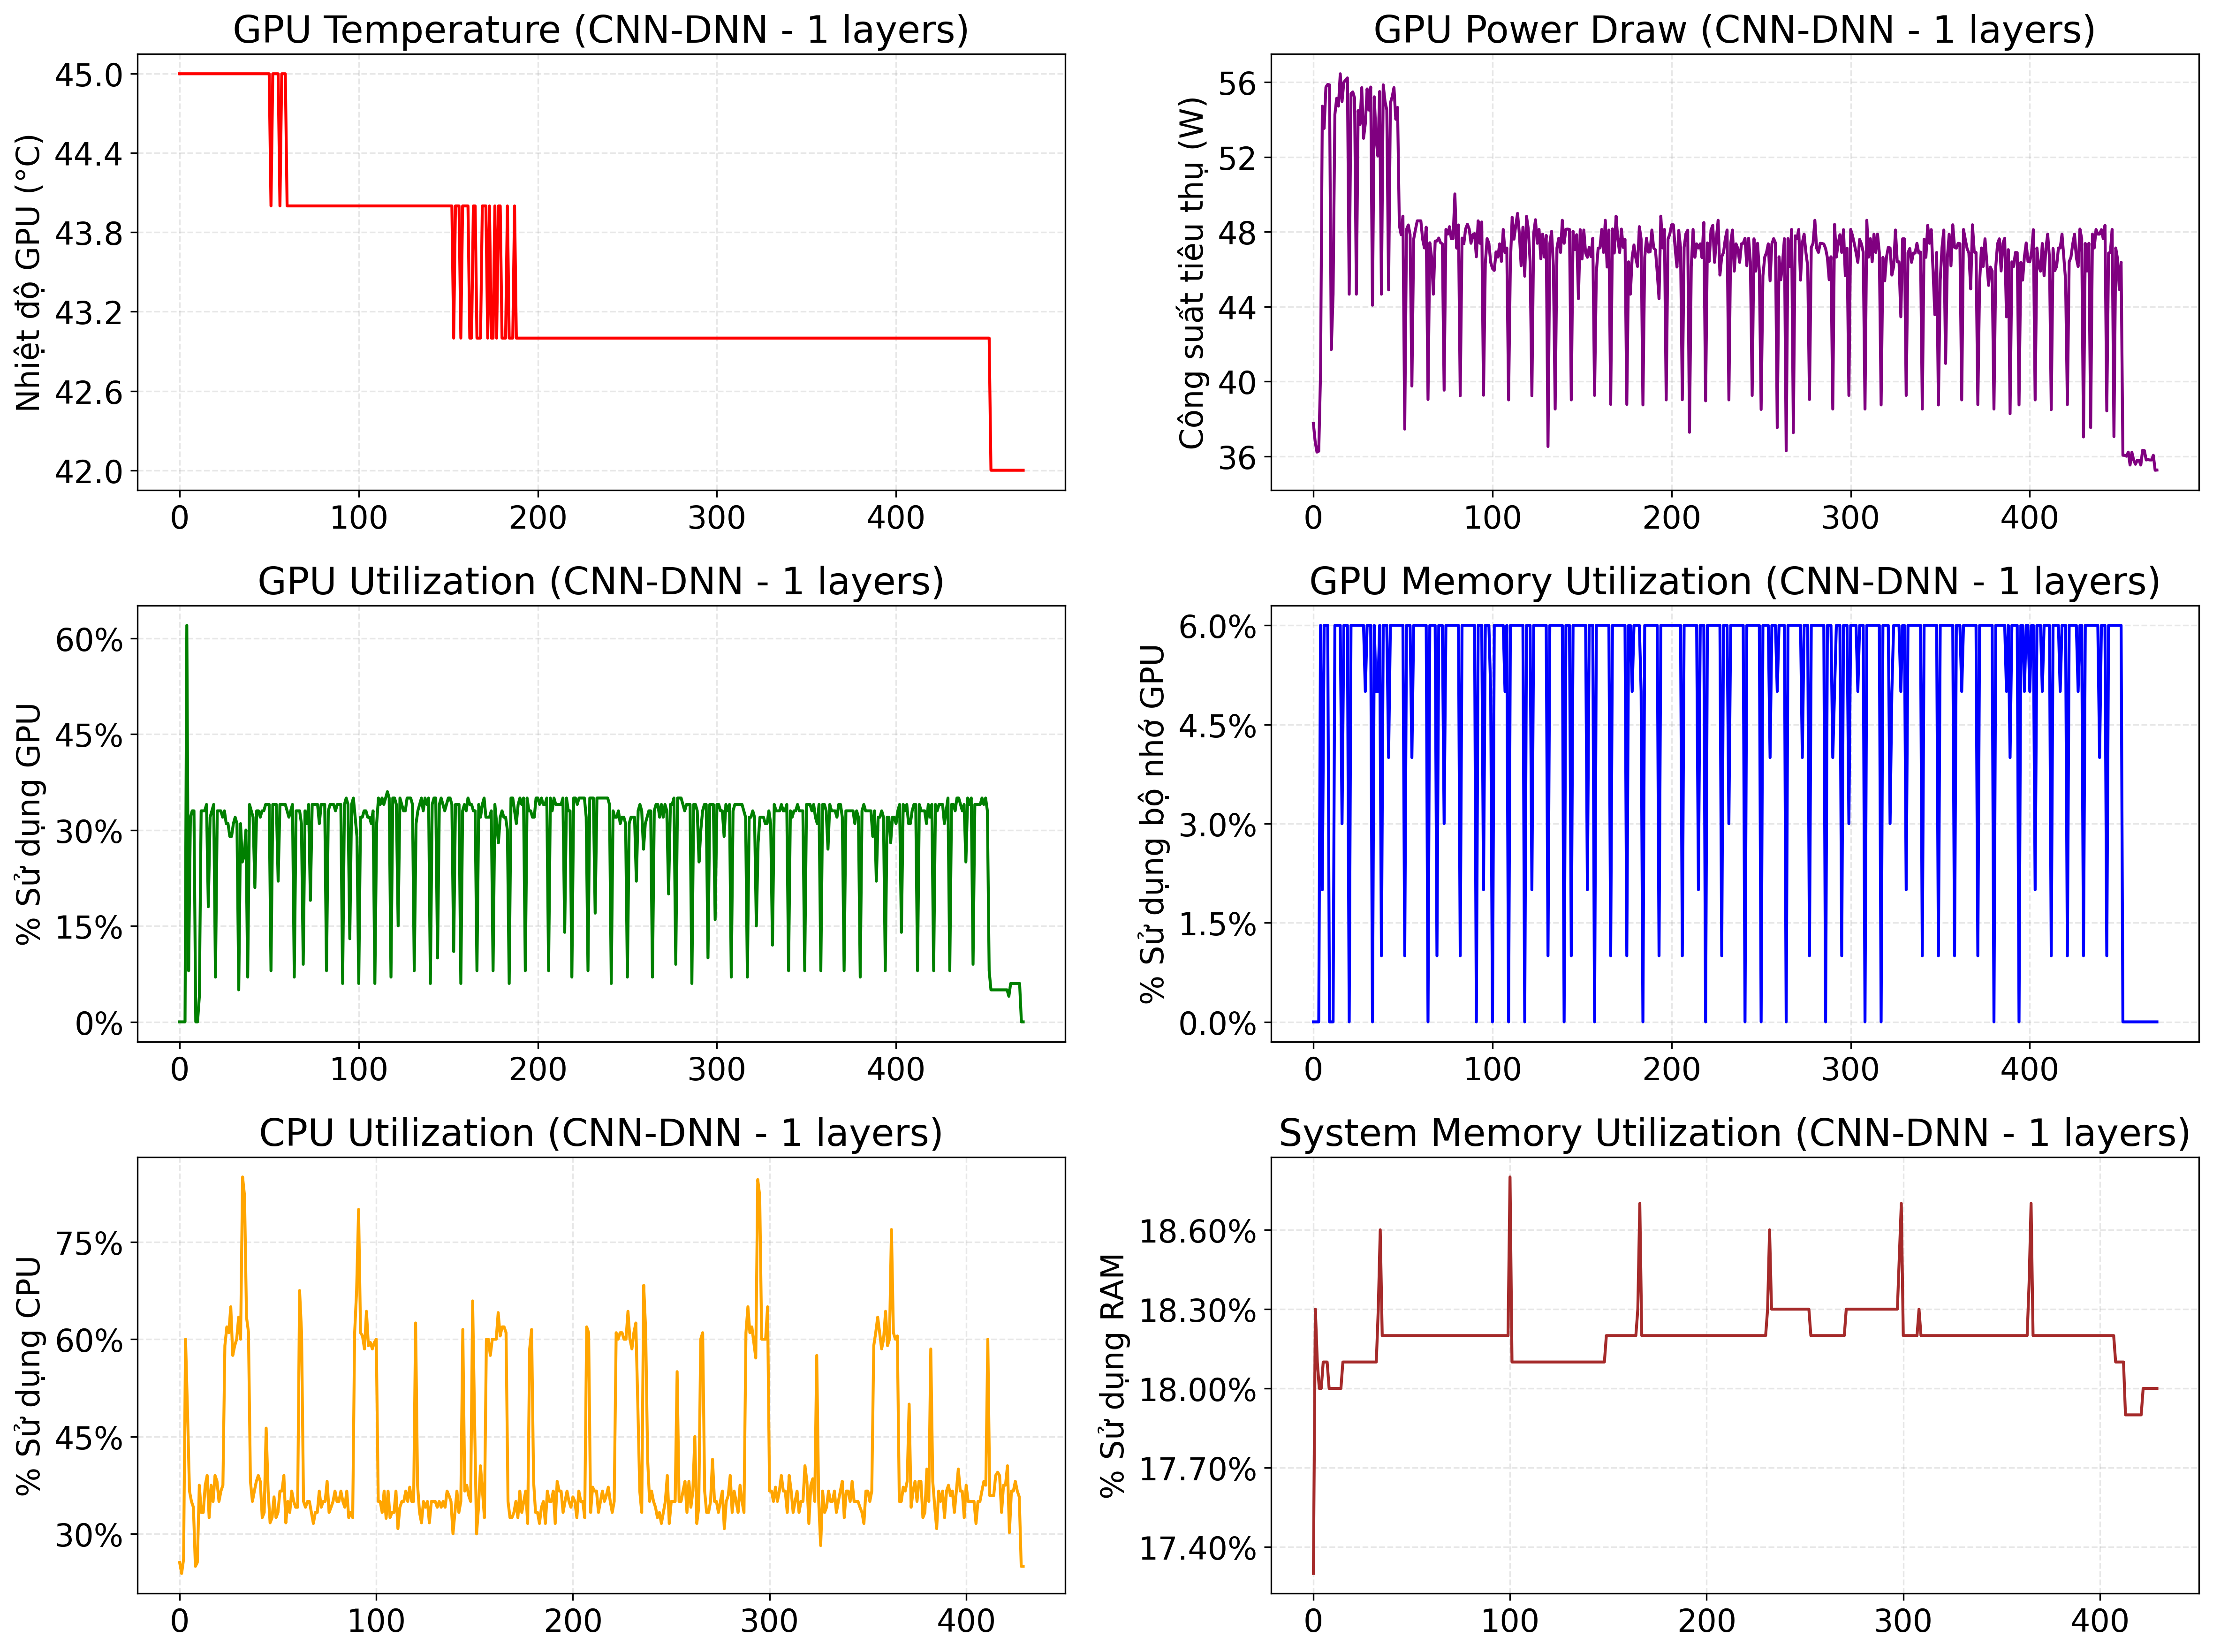 GPU Temperature (CNN-DNN - 1 layers)
Nhiệt độ GPU (°C)
45.0
44.4
43.8
43.2
42.6
42.0
0 100 200 300 400
GPU Power Draw (CNN-DNN - 1 layers)
Công suất tiêu thụ (W)
56
52
48
44
40
36
0 100 200 300 400
GPU Utilization (CNN-DNN - 1 layers)
% Sử dụng GPU
60%
45%
30%
15%
0%
0 100 200 300 400
GPU Memory Utilization (CNN-DNN - 1 layers)
% Sử dụng bộ nhớ GPU
6.0%
4.5%
3.0%
1.5%
0.0%
0 100 200 300 400
CPU Utilization (CNN-DNN - 1 layers)
% Sử dụng CPU
75%
60%
45%
30%
0 100 200 300 400
System Memory Utilization (CNN-DNN - 1 layers)
% Sử dụng RAM
18.60%
18.30%
18.00%
17.70%
17.40%
0 100 200 300 400